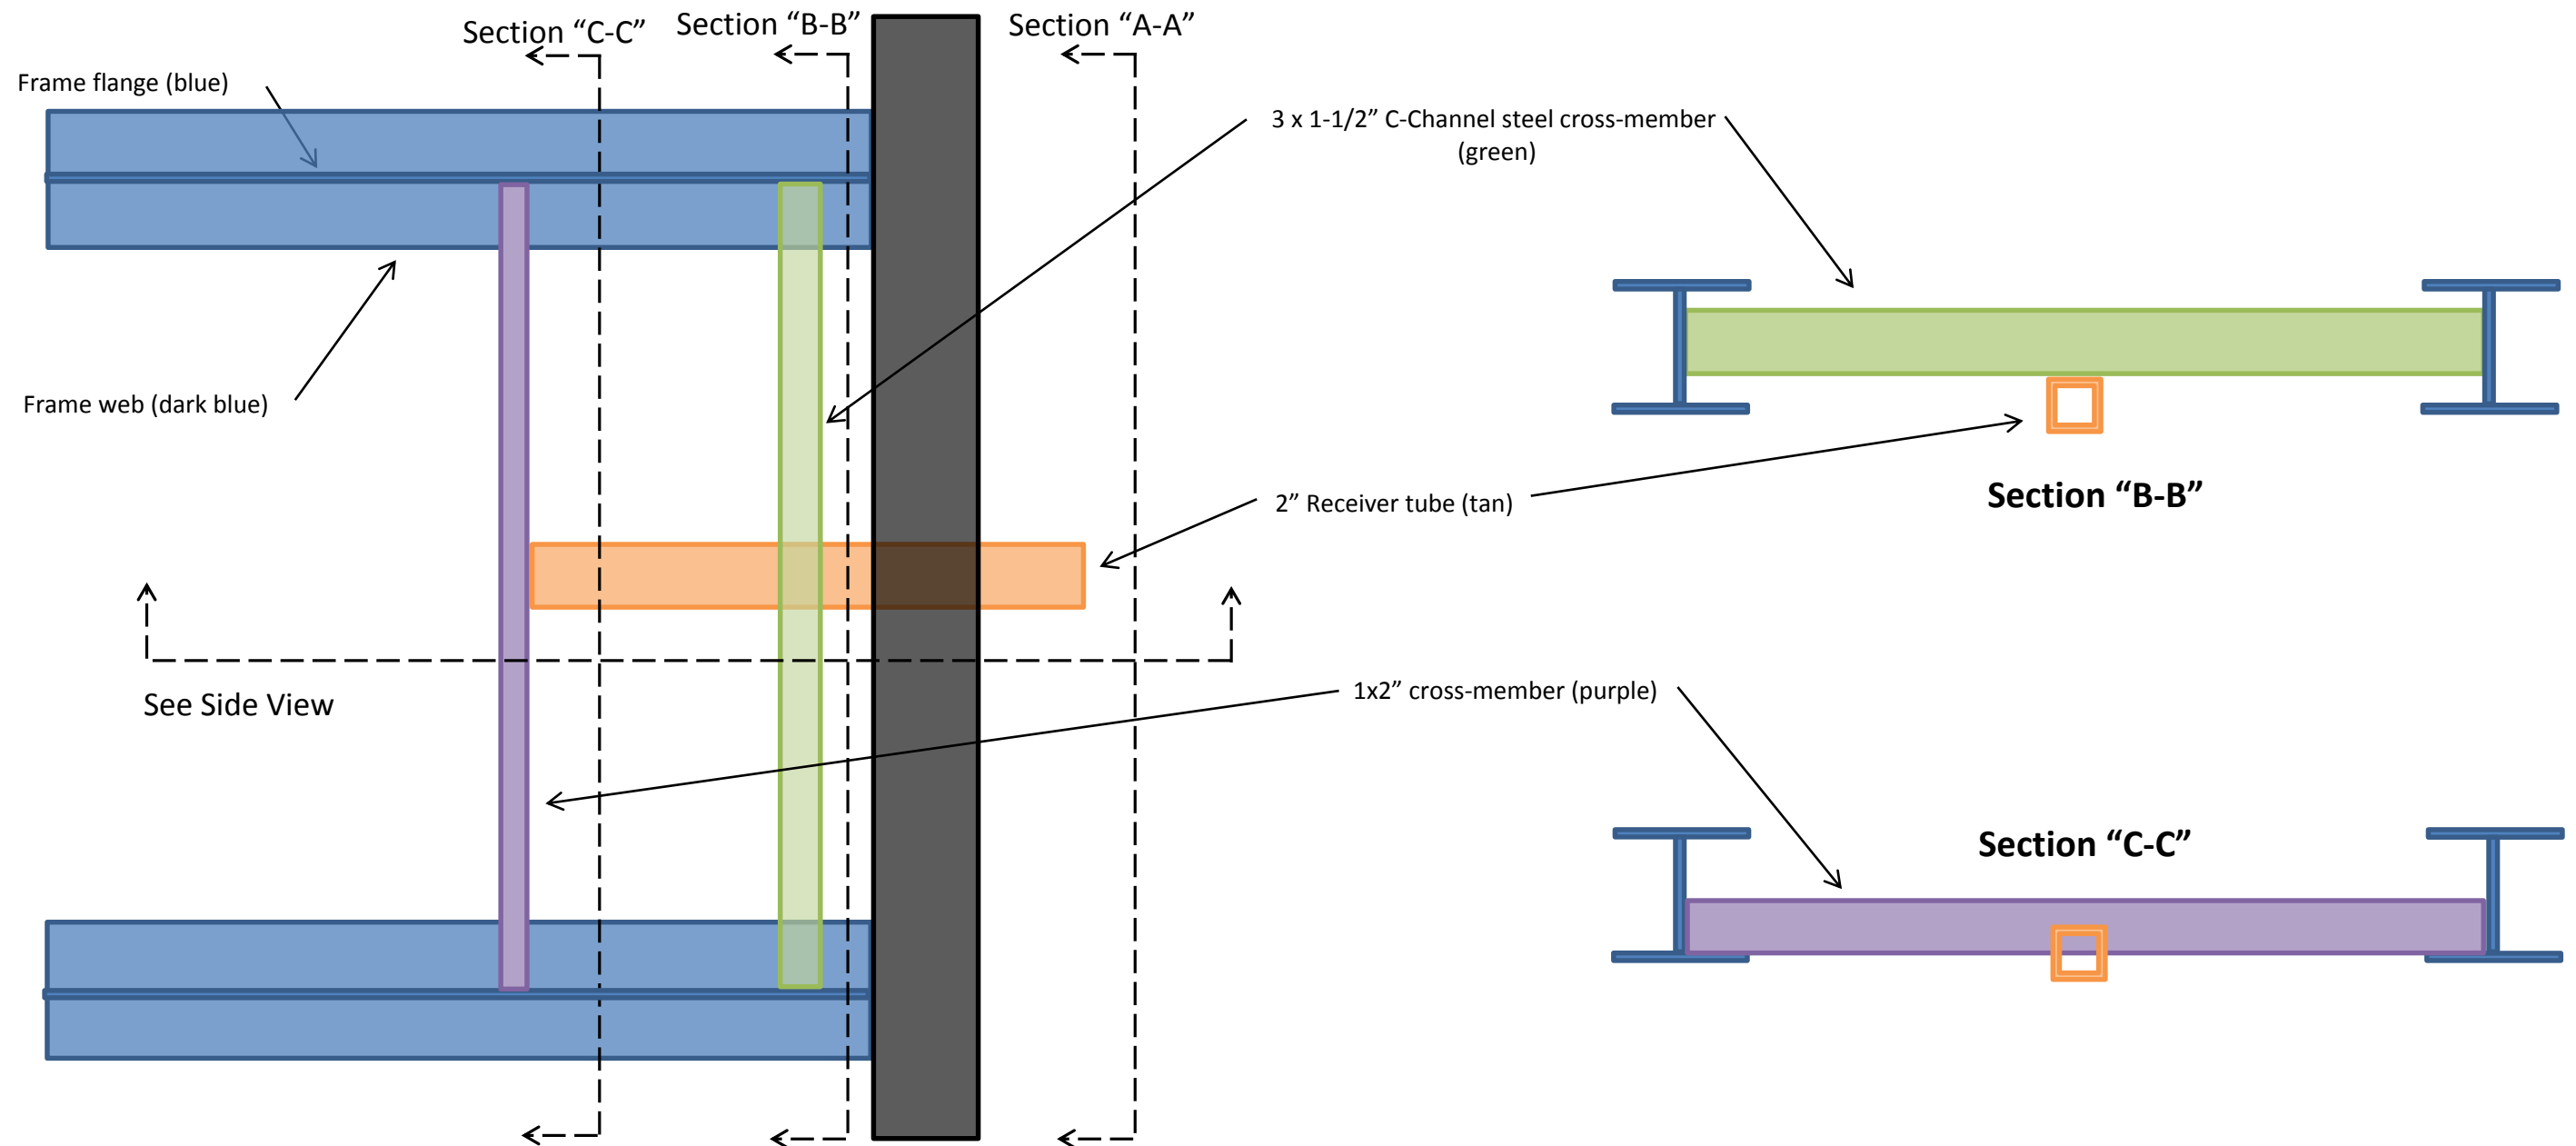 Section “C-C”
Section “B-B”
Section “A-A”
Frame flange (blue)
3 x 1-1/2” C-Channel steel cross-member
(green)
Frame web (dark blue)
2” Receiver tube (tan)
Section “B-B”
See Side View
1x2” cross-member (purple)
Section “C-C”